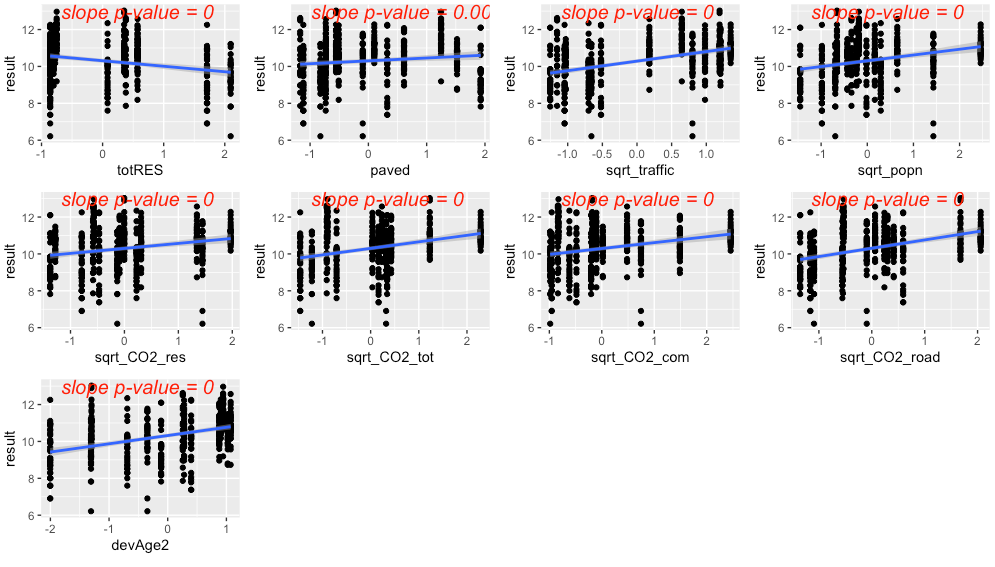 slope p-value = 0
slope p-value = 0.00
slope p-value = 0
slope p-value = 0
result
12
10
8
6
-1
0
1
2
totRES
result
12
10
8
6
-1
0
1
2
paved
result
12
10
8
6
-1.0
-0.5
0.0
0.5
1.0
sqrt_traffic
result
12
10
8
6
-1
0
1
2
sqrt_popn
slope p-value = 0
slope p-value = 0
slope p-value = 0
slope p-value = 0
result
12
10
8
6
-1
0
1
2
sqrt_CO2_res
result
12
10
8
6
-1
0
1
2
sqrt_CO2_tot
result
12
10
8
6
-1
0
1
2
sqrt_CO2_com
result
12
10
8
6
-1
0
1
2
sqrt_CO2_road
slope p-value = 0
result
12
10
8
6
-2
-1
0
1
devAge2